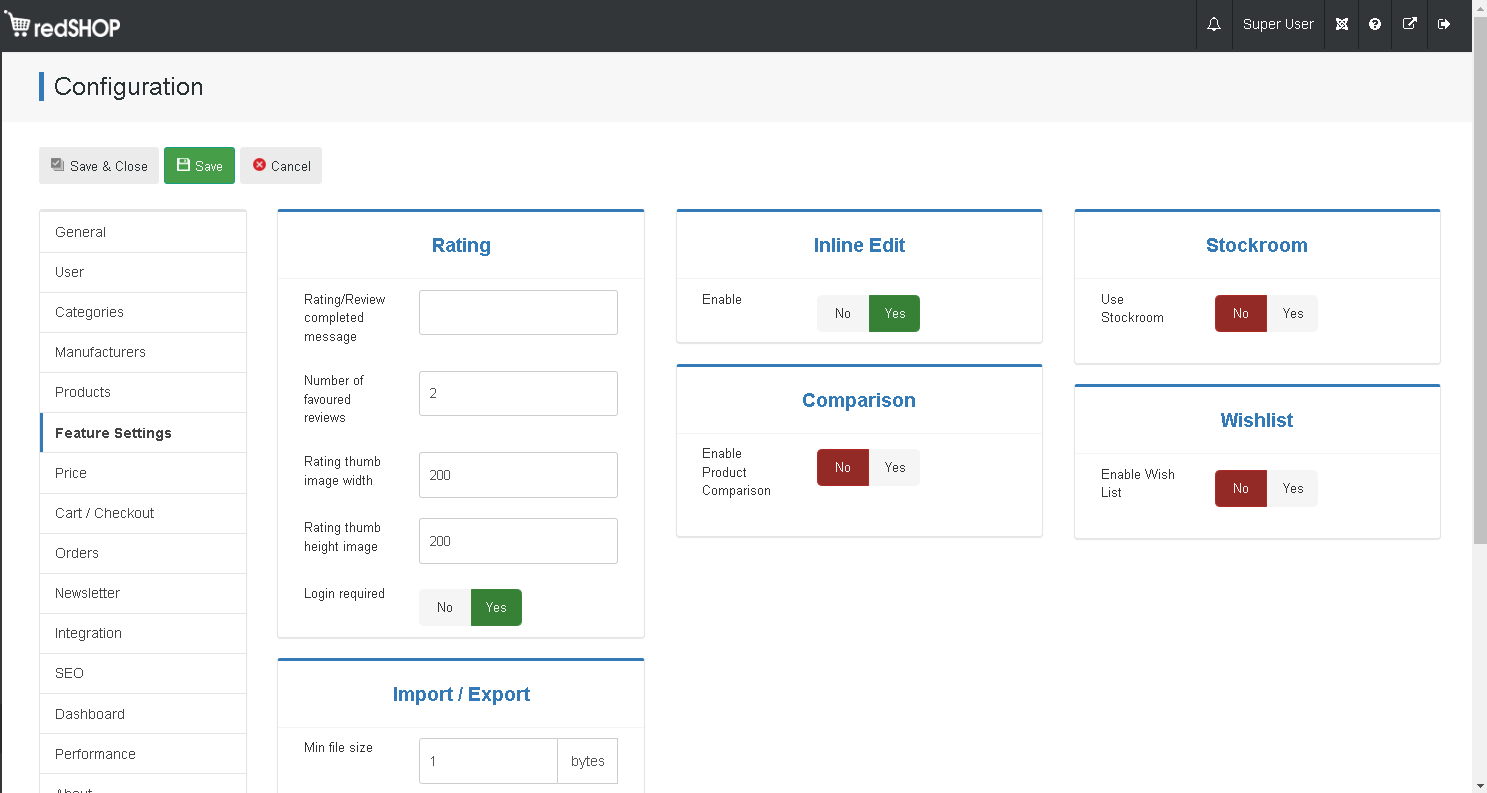 redSHOP
Super User
Configuration
Save & Close
Save
Cancel
General
User
Categories
Manufacturers
Products
Feature Settings
Price
Cart / Checkout
Orders
Newsletter
Integration
SEO
Dashboard
Performance
About
Rating
Rating/Review
completed
message
Number of
favoured
reviews
2
Rating thumb
image width
200
Rating thumb
height image
200
Login required
No Yes
Import / Export
Min file size
1 bytes
Inline Edit
Enable
No Yes
Comparison
Enable
Product
Comparison
No Yes
Stockroom
Use
Stockroom
No Yes
Wishlist
Enable Wish
List
No Yes